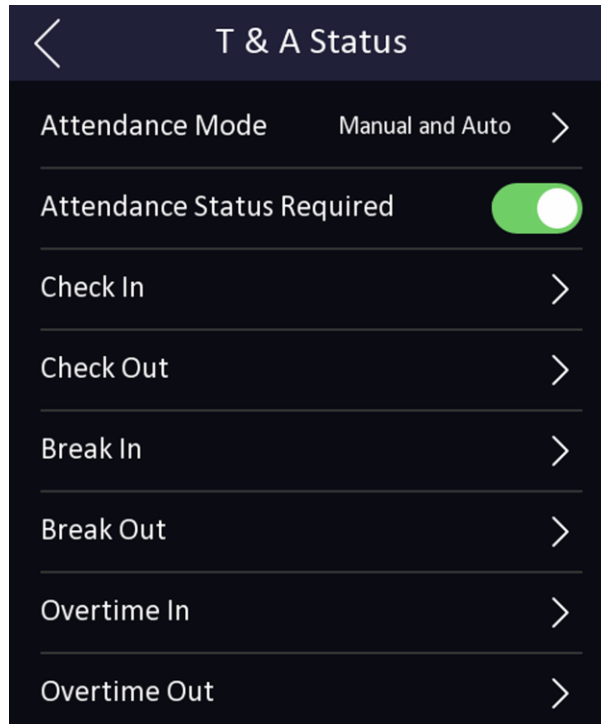 T & A Status
Attendance Mode Manual and Auto
Attendance Status Required
Check In
Check Out
Break In
Break Out
Overtime In
Overtime Out